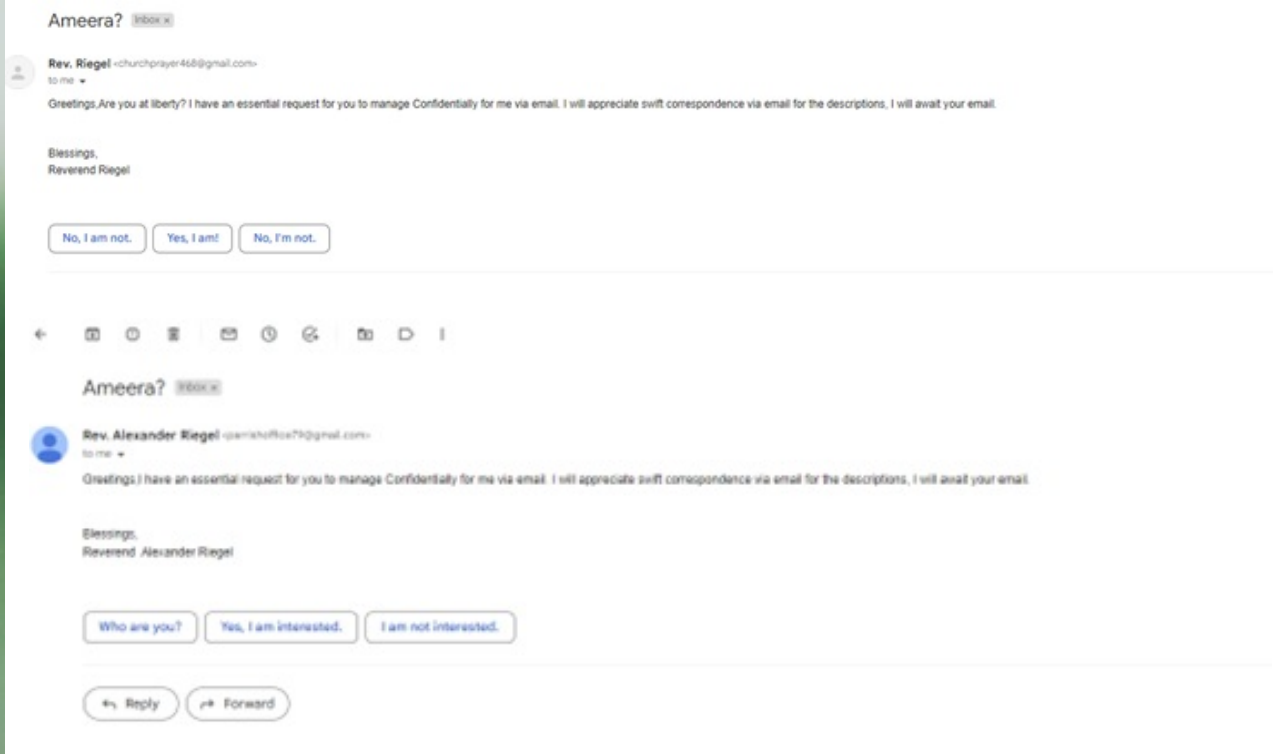 Ameera? Inbox x
Rev. Riegel <churchprayer468@gmail.com>
to me
Greetings,Are you at liberty? I have an essential request for you to manage Confidentially for me via email. I will appreciate swift correspondence via email for the descriptions, I will await your email.
Blessings,
Reverend Riegel
No, I am not. Yes, I am! No, I'm not.
Ameera? Inbox x
Rev. Alexander Riegel <parrishoffice79@gmail.com>
to me
Greetings,I have an essential request for you to manage Confidentially for me via email. I will appreciate swift correspondence via email for the descriptions, I will await your email.
Blessings,
Reverend Alexander Riegel
Who are you? Yes, I am interested. I am not interested.
Reply Forward